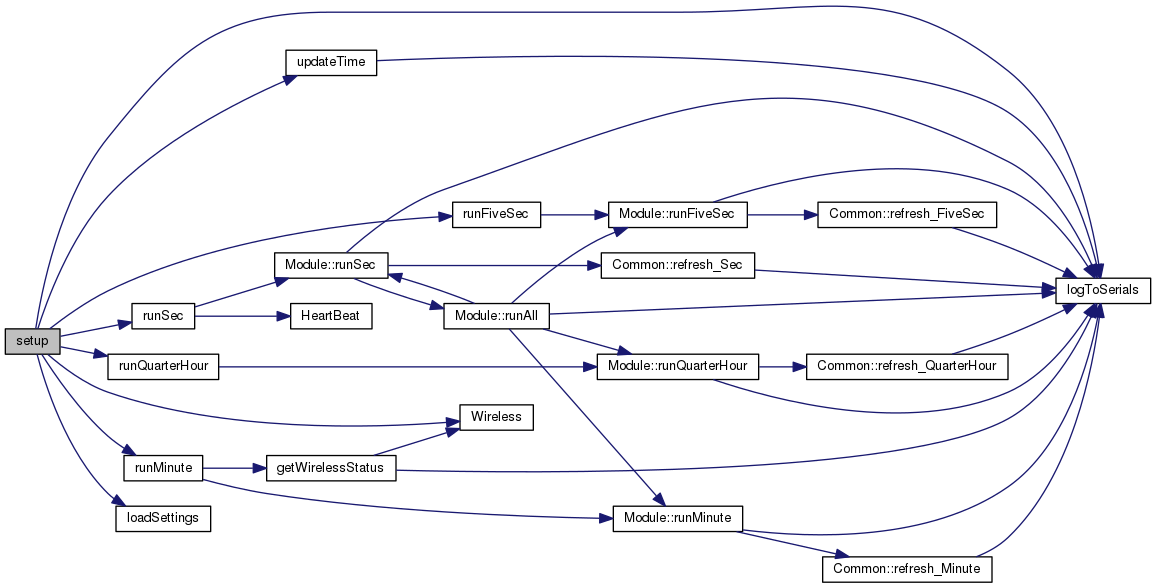 updateTime
runFiveSec
Module::runFiveSec
Common::refresh_FiveSec
Module::runSec
Common::refresh_Sec
logToSerials
runSec
HeartBeat
Module::runAll
setup
runQuarterHour
Module::runQuarterHour
Common::refresh_QuarterHour
Wireless
runMinute
getWirelessStatus
loadSettings
Module::runMinute
Common::refresh_Minute